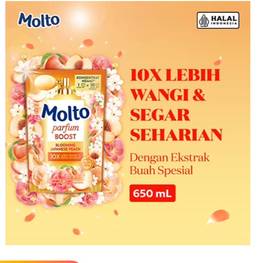 Molto
HALAL
INDONESIA
10X LEBIH
WANGI &
SEGAR
SEHARIAN
Dengan Ekstrak
Buah Spesial
650 mL
Molto
parfum
BOOST
BLOOMING
JAPANESE PEACH